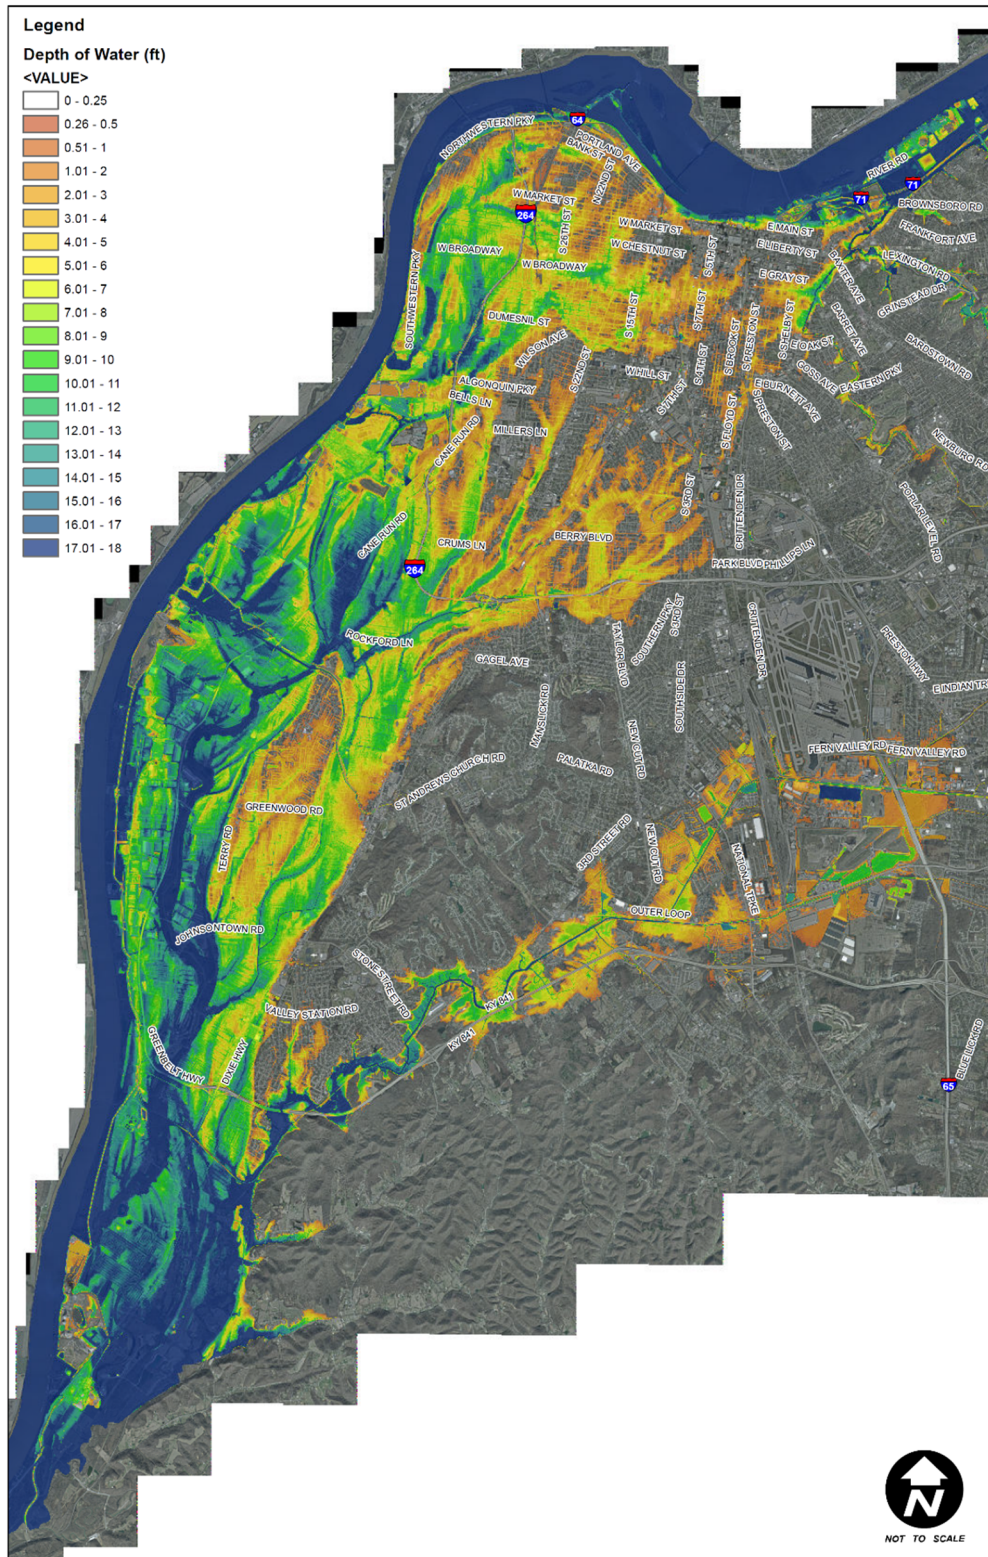 Legend
Depth of Water (ft)
<VALUE>
0 - 0.25
0.26 - 0.5
0.51 - 1
1.01 - 2
2.01 - 3
3.01 - 4
4.01 - 5
5.01 - 6
6.01 - 7
7.01 - 8
8.01 - 9
9.01 - 10
10.01 - 11
11.01 - 12
12.01 - 13
13.01 - 14
14.01 - 15
15.01 - 16
16.01 - 17
17.01 - 18
NORTHWESTERN PKY
64
PORTLAND AVE
BANK ST
N 22ND ST
RIVER RD
71
71
BROWNSBORO RD
W MARKET ST
264
S 26TH ST
W MARKET ST
E MAIN ST
FRANKFORT AVE
W BROADWAY
W CHESTNUT ST
S 5TH ST
E LIBERTY ST
LEXINGTON RD
W BROADWAY
E GRAY ST
BAXTER AVE
GRINSTEAD DR
SOUTHWESTERN PKY
DUMESNIL ST
S 15TH ST
S 7TH ST
S PRESTON ST
S SHELBY ST
BARRET AVE
WILSON AVE
S 4TH ST
S BROOK ST
E OAK ST
BARDSTOWN RD
S 22ND ST
W HILL ST
GOSS AVE
EASTERN PKY
ALGONQUIN PKY
BELLS LN
S 7TH ST
E BURNETT AVE
S PRESTON ST
CANE RUN RD
MILLERS LN
S FLOYD ST
NEWBURG RD
S 3RD ST
CRITTENDEN DR
POPLAR LEVEL RD
CANE RUN RD
CRUMS LN
BERRY BLVD
264
PARK BLVD
PHILLIPS LN
ROCKFORD LN
SOUTHERN PKY
S 3RD ST
CRITTENDEN DR
TAYLOR BLVD
PRESTON HWY
GAGEL AVE
MANSLICK RD
SOUTHSIDE DR
E INDIAN TR
NEW CUT RD
FERN VALLEY RD
FERN VALLEY RD
ST ANDREWS CHURCH RD
PALATKA RD
GREENWOOD RD
TERRY RD
3RD STREET RD
NEW CUT RD
NATIONAL TPKE
OUTER LOOP
JOHNSONTOWN RD
STONESTREET RD
KY 841
VALLEY STATION RD
KY 841
GREENBELT HWY
DIXIE HWY
BLUE LICK RD
65
N
NOT TO SCALE